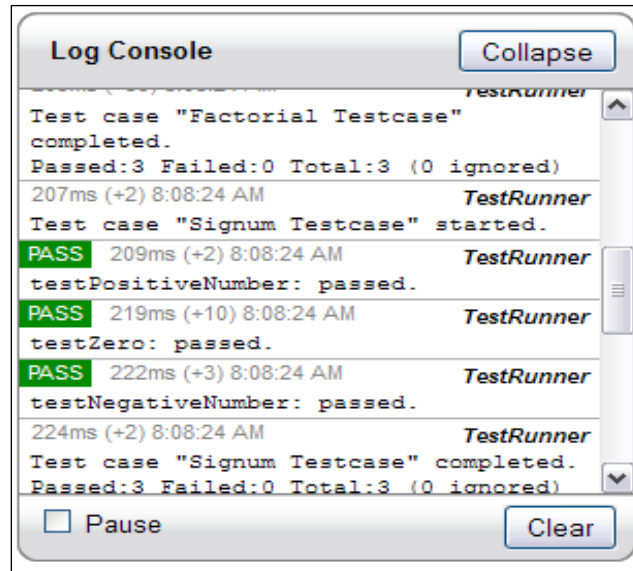 Log Console
Collapse
TestRunner
Test case "Factorial Testcase"
completed.
Passed:3 Failed:0 Total:3 (0 ignored)
207ms (+2) 8:08:24 AM TestRunner
Test case "Signum Testcase" started.
PASS 209ms (+2) 8:08:24 AM TestRunner
testPositiveNumber: passed.
PASS 219ms (+10) 8:08:24 AM TestRunner
testZero: passed.
PASS 222ms (+3) 8:08:24 AM TestRunner
testNegativeNumber: passed.
224ms (+2) 8:08:24 AM TestRunner
Test case "Signum Testcase" completed.
Passed:3 Failed:0 Total:3 (0 ignored)
Pause
Clear